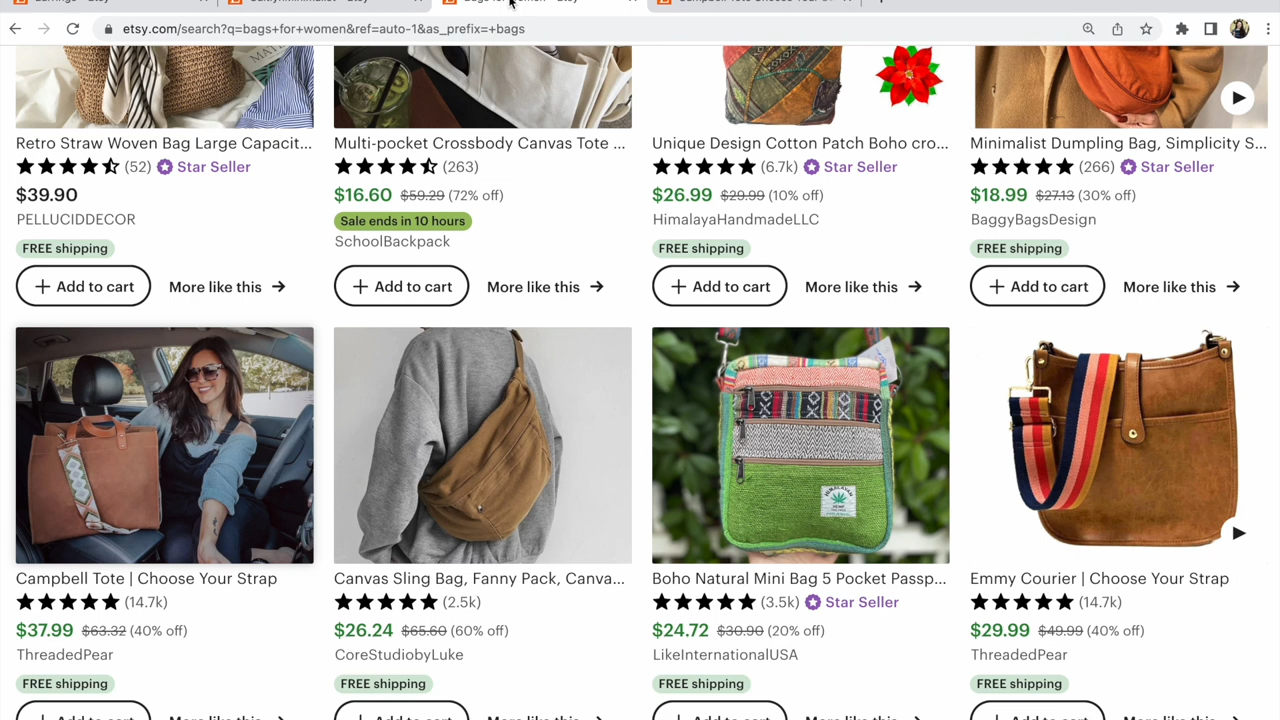 etsy.com/search?q=bags+for+women&ref=auto-1&as_prefix=+bags
Retro Straw Woven Bag Large Capacit...
(52) Star Seller
$39.90
PELLUCIDDECOR
FREE shipping
+ Add to cart
More like this →
Multi-pocket Crossbody Canvas Tote ...
(263)
$16.60 $59.29 (72% off)
Sale ends in 10 hours
SchoolBackpack
+ Add to cart
More like this →
Unique Design Cotton Patch Boho cro...
(6.7k) Star Seller
$26.99 $29.99 (10% off)
HimalayaHandmadeLLC
FREE shipping
+ Add to cart
More like this →
Minimalist Dumpling Bag, Simplicity S...
(266) Star Seller
$18.99 $27.13 (30% off)
BaggyBagsDesign
FREE shipping
+ Add to cart
More like this →
Campbell Tote | Choose Your Strap
(14.7k)
$37.99 $63.32 (40% off)
ThreadedPear
FREE shipping
Canvas Sling Bag, Fanny Pack, Canva...
(2.5k)
$26.24 $65.60 (60% off)
CoreStudiobyLuke
FREE shipping
HIMALAYAN
HEMP
Boho Natural Mini Bag 5 Pocket Passp...
(3.5k) Star Seller
$24.72 $30.90 (20% off)
LikeInternationalUSA
FREE shipping
Emmy Courier | Choose Your Strap
(14.7k)
$29.99 $49.99 (40% off)
ThreadedPear
FREE shipping